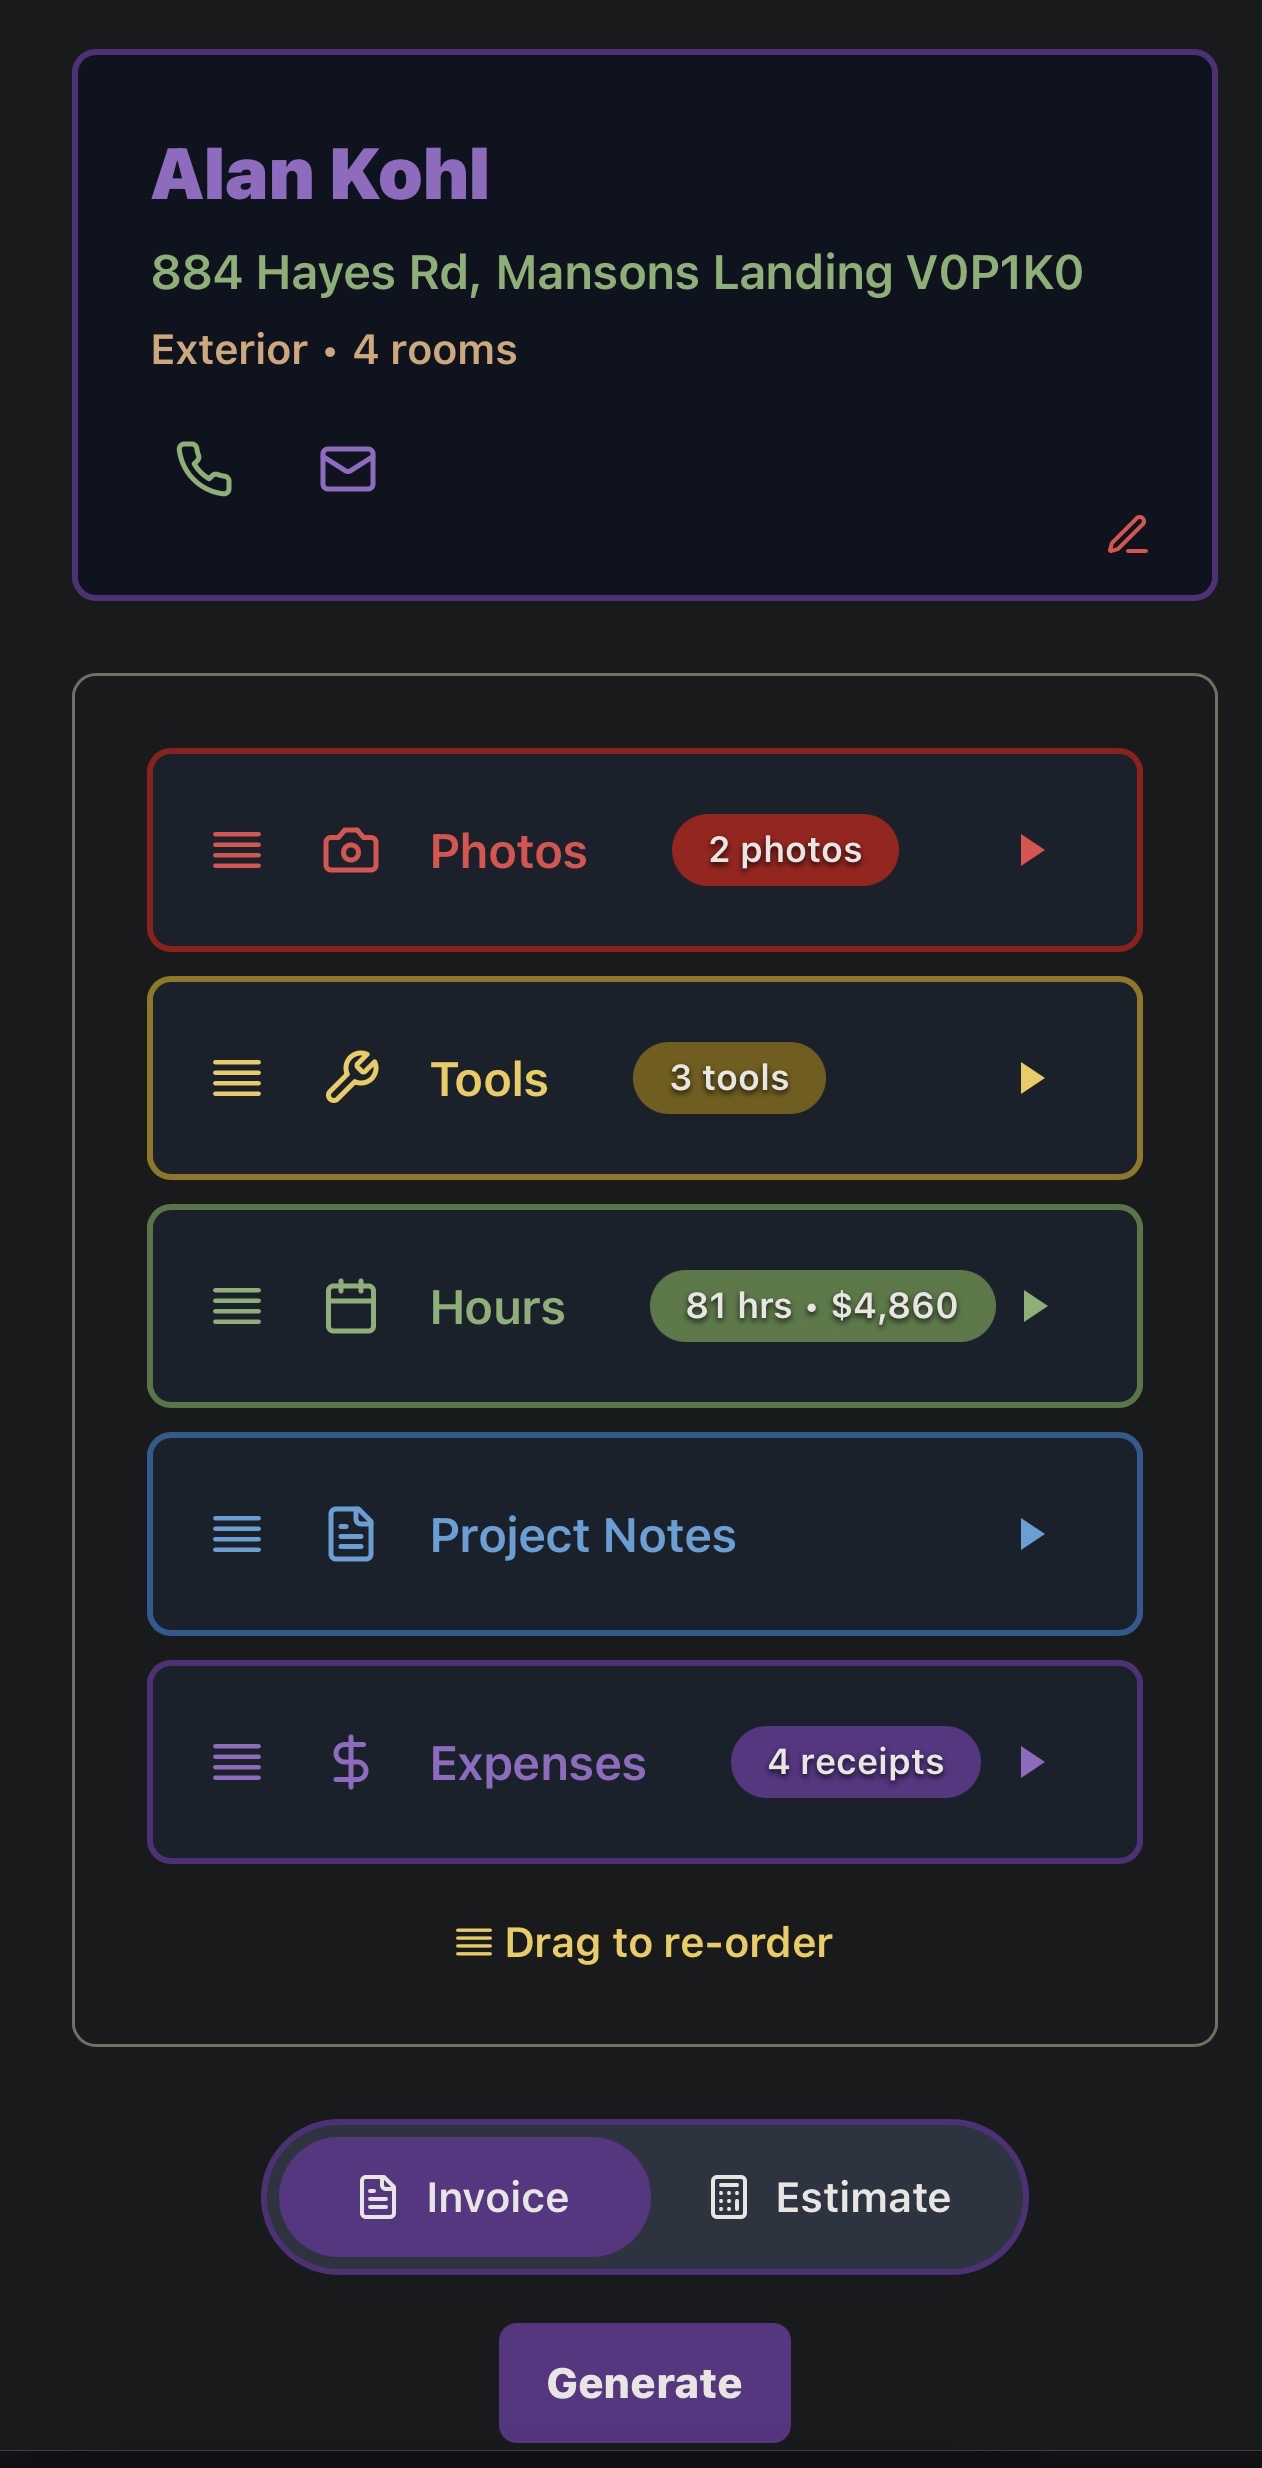 Alan Kohl
884 Hayes Rd, Mansons Landing V0P1K0
Exterior • 4 rooms
Photos 2 photos
Tools 3 tools
Hours 81 hrs • $4,860
Project Notes
Expenses 4 receipts
Drag to re-order
Invoice Estimate
Generate